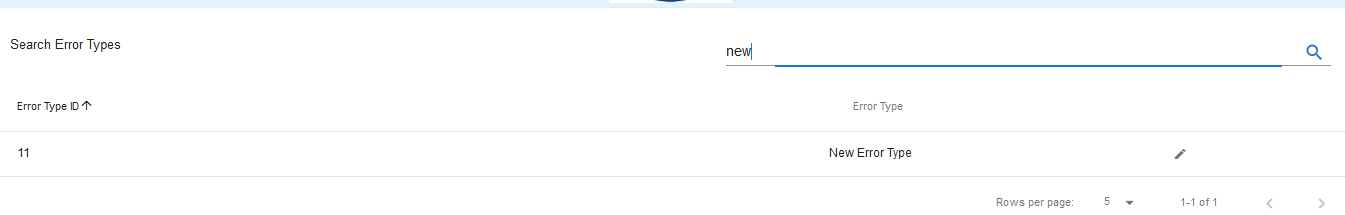 Search Error Types
new
Error Type ID Error Type
11 New Error Type
Rows per page: 5 1-1 of 1